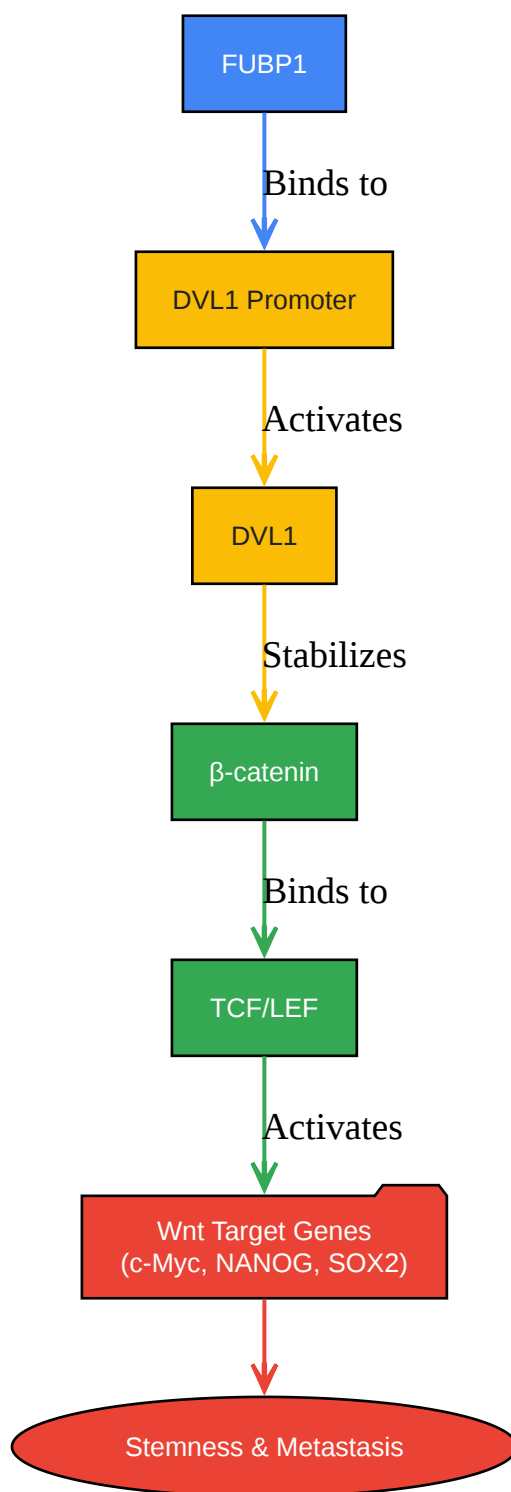 FUBP1
Binds to
DVL1 Promoter
Activates
DVL1
Stabilizes
β-catenin
Binds to
TCF/LEF
Activates
Wnt Target Genes
(c-Myc, NANOG, SOX2)
Stemness & Metastasis